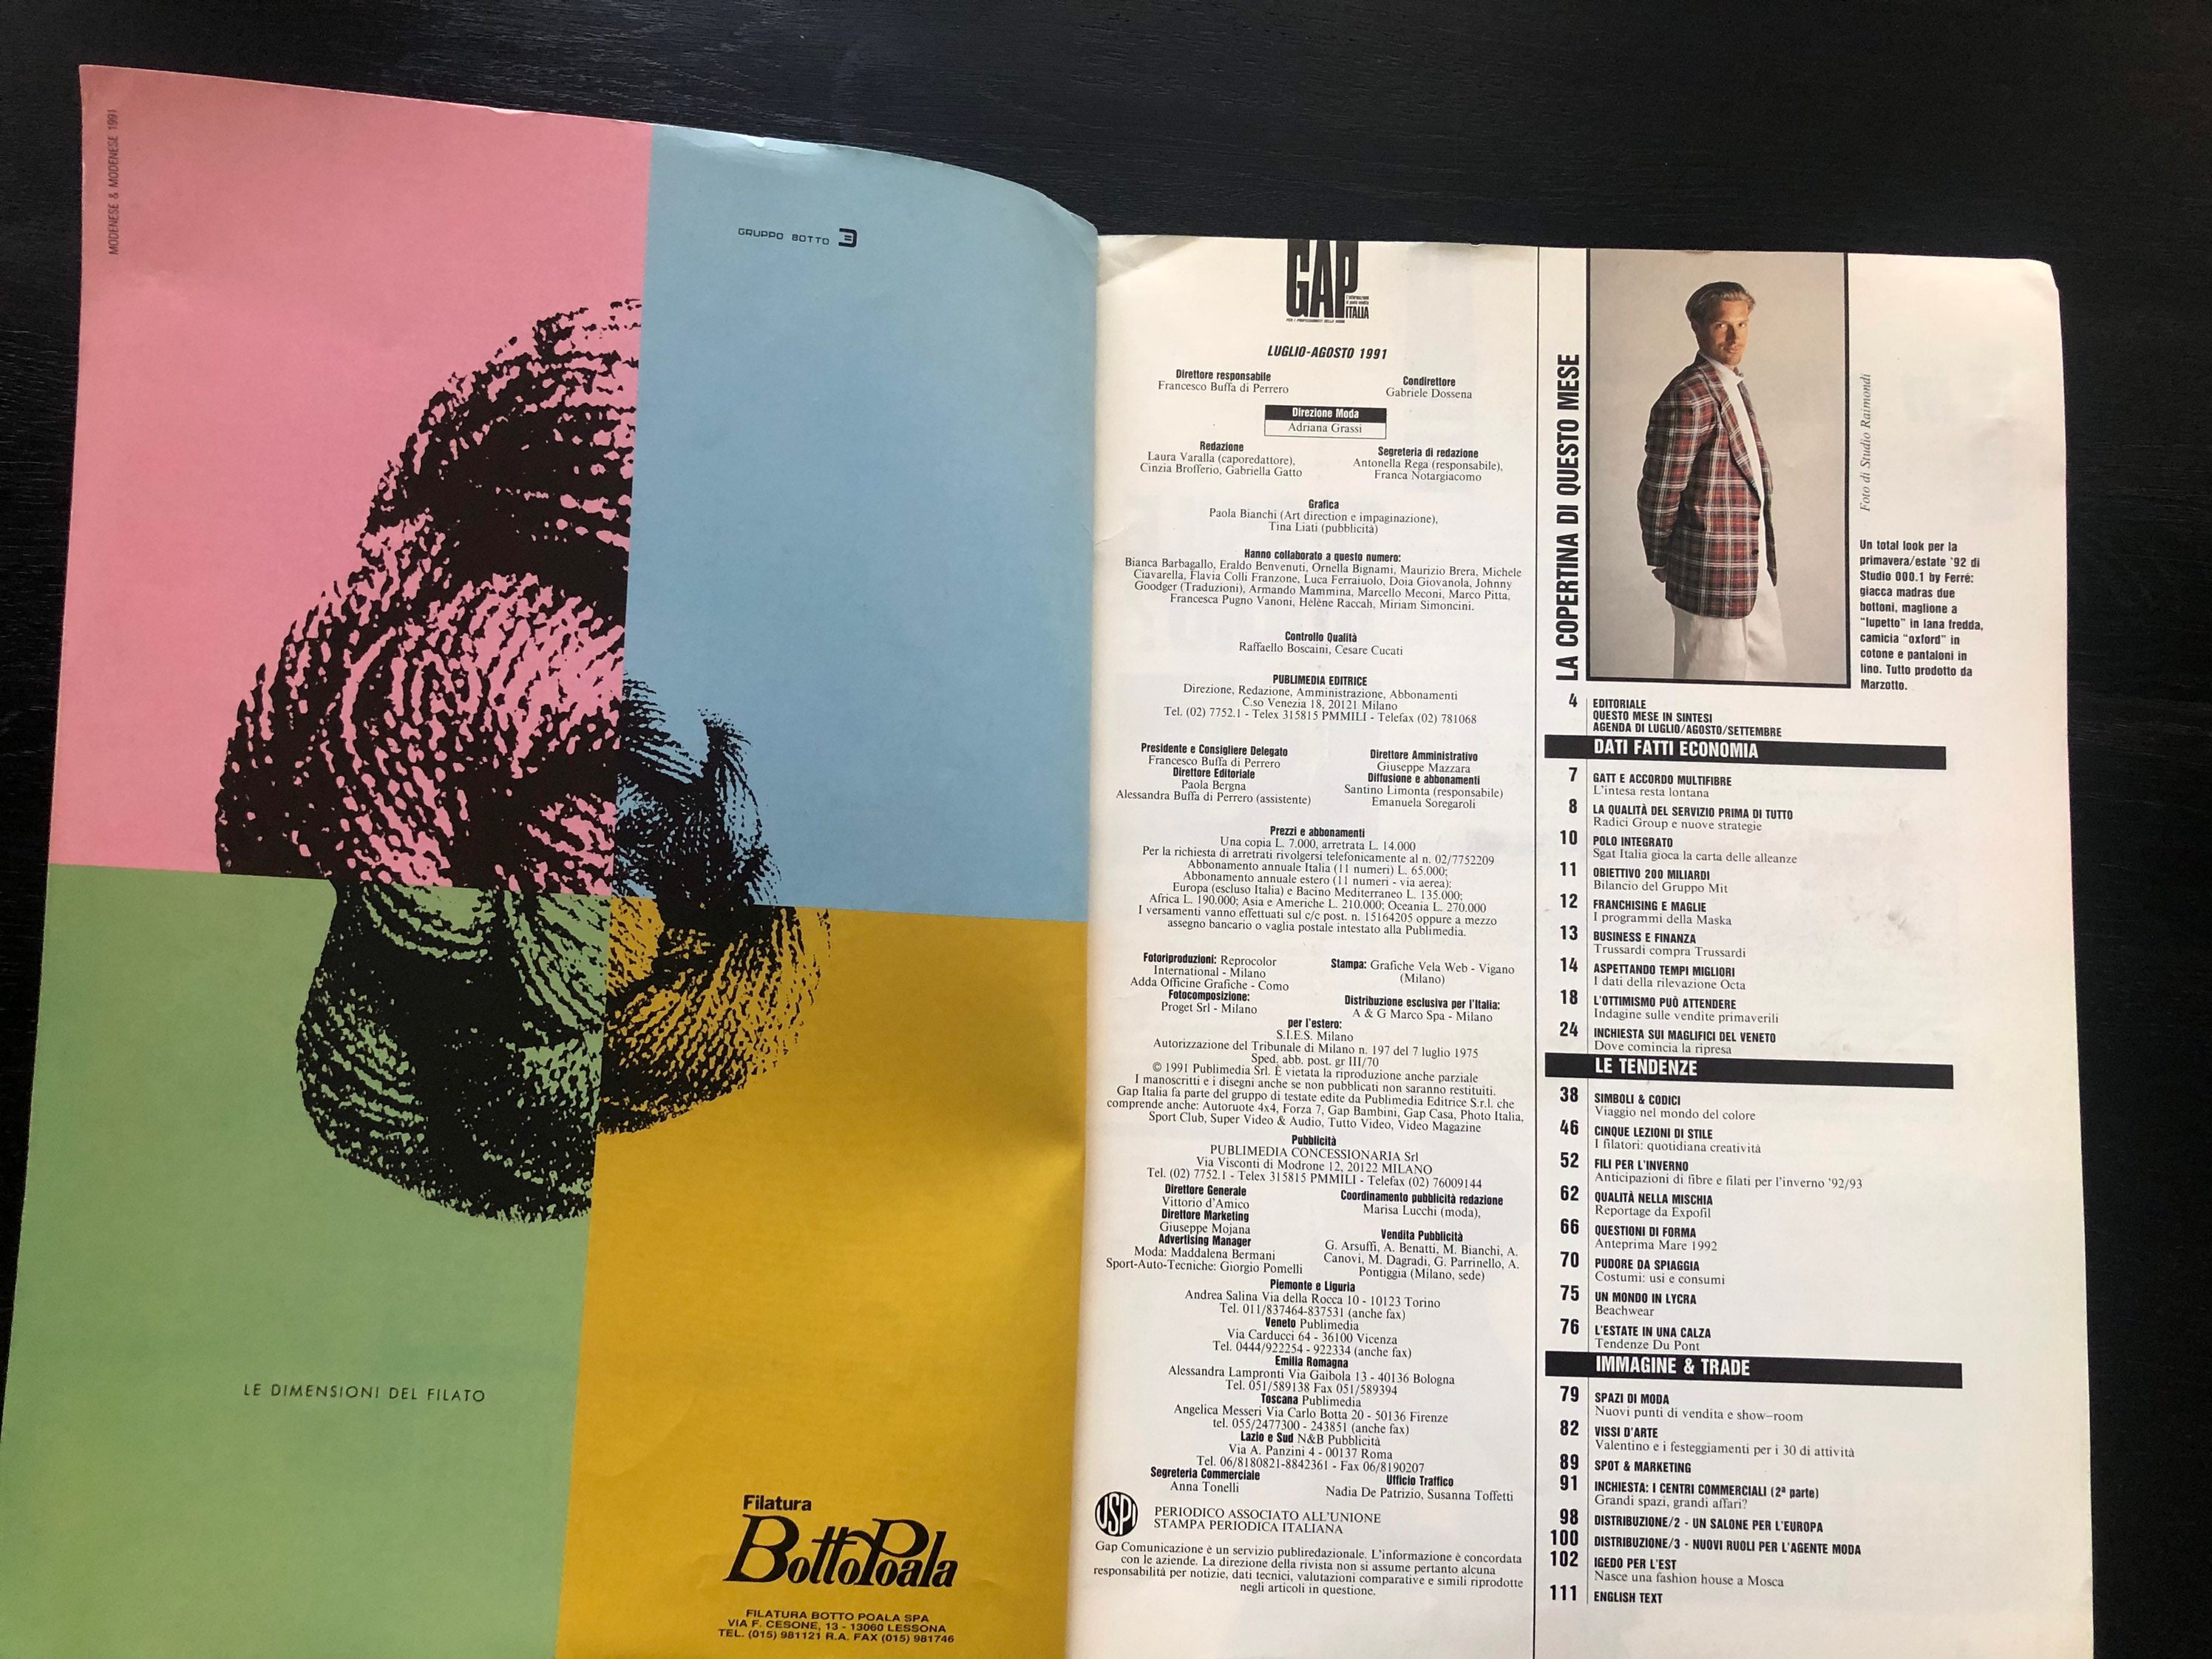 MODENESE & MODENESE 1991
GRUPPO BOTTO
LE DIMENSIONI DEL FILATO
Filatura
BottoPoala
FILATURA BOTTO POALA SPA
VIA F. CESONE, 13 - 13060 LESSONA
TEL. (015) 981121 R.A. FAX (015) 981746
GAP
ITALIA
LUGLIO-AGOSTO 1991
Direttore responsabile
Francesco Buffa di Perrero
Condirettore
Gabriele Dossena
Direzione Moda
Adriana Grassi
Redazione
Laura Varalla (caporedattore),
Cinzia Brofferio, Gabriella Gatto
Segreteria di redazione
Antonella Rega (responsabile),
Franca Notargiacomo
Grafica
Paola Bianchi (Art direction e impaginazione),
Tina Liati (pubblicità)
Hanno collaborato a questo numero:
Bianca Barbagallo, Eraldo Benvenuti, Ornella Bignami, Maurizio Brera, Michele
Ciavarella, Flavia Colli Franzone, Luca Ferraiuolo, Doia Giovanola, Johnny
Goodger (Traduzioni), Armando Mammina, Marcello Meconi, Marco Pitta,
Francesca Pugno Vanoni, Hélène Raccah, Miriam Simoncini.
Controllo Qualità
Raffaello Boscaini, Cesare Cucati
PUBLIMEDIA EDITRICE
Direzione, Redazione, Amministrazione, Abbonamenti
C.so Venezia 18, 20121 Milano
Tel. (02) 7752.1 - Telex 315815 PMMILI - Telefax (02) 781068
Presidente e Consigliere Delegato
Francesco Buffa di Perrero
Direttore Editoriale
Paola Bergna
Alessandra Buffa di Perrero (assistente)
Direttore Amministrativo
Giuseppe Mazzara
Diffusione e abbonamenti
Santino Limonta (responsabile)
Emanuela Soregaroli
Prezzi e abbonamenti
Una copia L. 7.000, arretrata L. 14.000
Per la richiesta di arretrati rivolgersi telefonicamente al n. 02/7752209
Abbonamento annuale Italia (11 numeri) L. 65.000;
Abbonamento annuale estero (11 numeri - via aerea):
Europa (escluso Italia) e Bacino Mediterraneo L. 135.000;
Africa L. 190.000; Asia e Americhe L. 210.000; Oceania L. 270.000
I versamenti vanno effettuati sul c/c post. n. 15164205 oppure a mezzo
assegno bancario o vaglia postale intestato alla Publimedia.
Fotoriproduzioni: Reprocolor
International - Milano
Adda Officine Grafiche - Como
Fotocomposizione:
Proget Srl - Milano
Stampa: Grafiche Vela Web - Vigano
(Milano)
Distribuzione esclusiva per l'Italia:
A & G Marco Spa - Milano
per l'estero:
S.I.E.S. Milano
Autorizzazione del Tribunale di Milano n. 197 del 7 luglio 1975
Sped. abb. post. gr III/70
© 1991 Publimedia Srl. È vietata la riproduzione anche parziale
I manoscritti e i disegni anche se non pubblicati non saranno restituiti.
Gap Italia fa parte del gruppo di testate edite da Publimedia Editrice S.r.l. che
comprende anche: Autoruote 4x4, Forza 7, Gap Bambini, Gap Casa, Photo Italia,
Sport Club, Super Video & Audio, Tutto Video, Video Magazine
Pubblicità
PUBLIMEDIA CONCESSIONARIA Srl
Via Visconti di Modrone 12, 20122 MILANO
Tel. (02) 7752.1 - Telex 315815 PMMILI - Telefax (02) 76009144
Direttore Generale
Vittorio d'Amico
Direttore Marketing
Giuseppe Mojana
Advertising Manager
Moda: Maddalena Bermani
Sport-Auto-Tecniche: Giorgio Pomelli
Coordinamento pubblicità redazione
Marisa Lucchi (moda),
Vendita Pubblicità
G. Arsuffi, A. Benatti, M. Bianchi, A.
Canovi, M. Dagradi, G. Parrinello, A.
Pontiggia (Milano, sede)
Piemonte e Liguria
Andrea Salina Via della Rocca 10 - 10123 Torino
Tel. 011/837464-837531 (anche fax)
Veneto Publimedia
Via Carducci 64 - 36100 Vicenza
Tel. 0444/922254 - 922334 (anche fax)
Emilia Romagna
Alessandra Lampronti Via Gaibola 13 - 40136 Bologna
Tel. 051/589138 Fax 051/589394
Toscana Publimedia
Angelica Messeri Via Carlo Botta 20 - 50136 Firenze
tel. 055/2477300 - 243851 (anche fax)
Lazio e Sud N&B Pubblicità
Via A. Panzini 4 - 00137 Roma
Tel. 06/8180821-8842361 - Fax 06/8190207
Segreteria Commerciale
Anna Tonelli
Ufficio Traffico
Nadia De Patrizio, Susanna Toffetti
USPI
PERIODICO ASSOCIATO ALL'UNIONE
STAMPA PERIODICA ITALIANA
Gap Comunicazione è un servizio publiredazionale. L'informazione è concordata
con le aziende. La direzione della rivista non si assume pertanto alcuna
responsabilità per notizie, dati tecnici, valutazioni comparative e simili riprodotte
negli articoli in questione.
LA COPERTINA DI QUESTO MESE
Foto di Studio Raimondi
Un total look per la
primavera/estate '92 di
Studio 000.1 by Ferré:
giacca madras due
bottoni, maglione a
"lupetto" in lana fredda,
camicia "oxford" in
cotone e pantaloni in
lino. Tutto prodotto da
Marzotto.
4 EDITORIALE
QUESTO MESE IN SINTESI
AGENDA DI LUGLIO/AGOSTO/SETTEMBRE
DATI FATTI ECONOMIA
7 GATT E ACCORDO MULTIFIBRE
L'intesa resta lontana
8 LA QUALITÀ DEL SERVIZIO PRIMA DI TUTTO
Radici Group e nuove strategie
10 POLO INTEGRATO
Sgat Italia gioca la carta delle alleanze
11 OBIETTIVO 200 MILIARDI
Bilancio del Gruppo Mit
12 FRANCHISING E MAGLIE
I programmi della Maska
13 BUSINESS E FINANZA
Trussardi compra Trussardi
14 ASPETTANDO TEMPI MIGLIORI
I dati della rilevazione Octa
18 L'OTTIMISMO PUÒ ATTENDERE
Indagine sulle vendite primaverili
24 INCHIESTA SUI MAGLIFICI DEL VENETO
Dove comincia la ripresa
LE TENDENZE
38 SIMBOLI & CODICI
Viaggio nel mondo del colore
46 CINQUE LEZIONI DI STILE
I filatori: quotidiana creatività
52 FILI PER L'INVERNO
Anticipazioni di fibre e filati per l'inverno '92/93
62 QUALITÀ NELLA MISCHIA
Reportage da Expofil
66 QUESTIONI DI FORMA
Anteprima Mare 1992
70 PUDORE DA SPIAGGIA
Costumi: usi e consumi
75 UN MONDO IN LYCRA
Beachwear
76 L'ESTATE IN UNA CALZA
Tendenze Du Pont
IMMAGINE & TRADE
79 SPAZI DI MODA
Nuovi punti di vendita e show-room
82 VISSI D'ARTE
Valentino e i festeggiamenti per i 30 di attività
89 SPOT & MARKETING
91 INCHIESTA: I CENTRI COMMERCIALI (2ª parte)
Grandi spazi, grandi affari?
98 DISTRIBUZIONE/2 - UN SALONE PER L'EUROPA
100 DISTRIBUZIONE/3 - NUOVI RUOLI PER L'AGENTE MODA
102 IGEDO PER L'EST
Nasce una fashion house a Mosca
111 ENGLISH TEXT